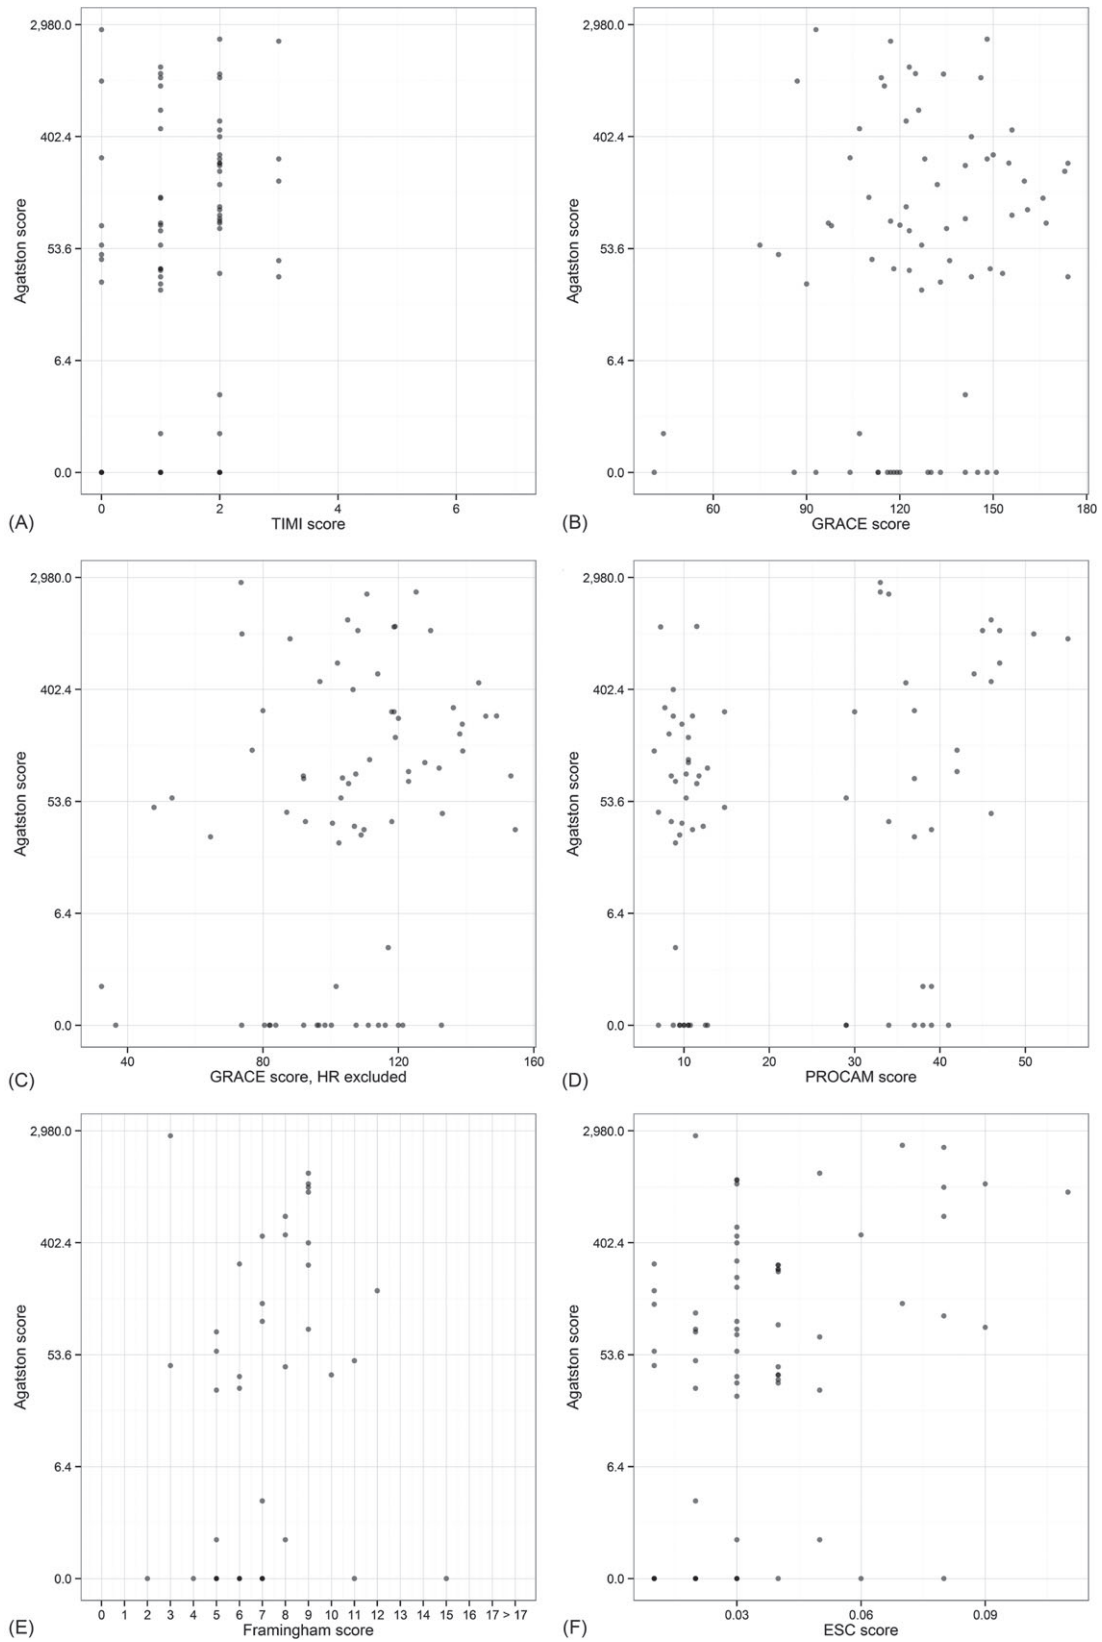 2,980.0
402.4
53.6
6.4
0.0
Agatston score
0 2 4 6
(A) TIMI score
2,980.0
402.4
53.6
6.4
0.0
Agatston score
60 90 120 150 180
(B) GRACE score
2,980.0
402.4
53.6
6.4
0.0
Agatston score
40 80 120 160
(C) GRACE score, HR excluded
2,980.0
402.4
53.6
6.4
0.0
Agatston score
10 20 30 40 50
(D) PROCAM score
2,980.0
402.4
53.6
6.4
0.0
Agatston score
0 1 2 3 4 5 6 7 8 9 10 11 12 13 14 15 16 17 > 17
(E) Framingham score
2,980.0
402.4
53.6
6.4
0.0
Agatston score
0.03 0.06 0.09
(F) ESC score